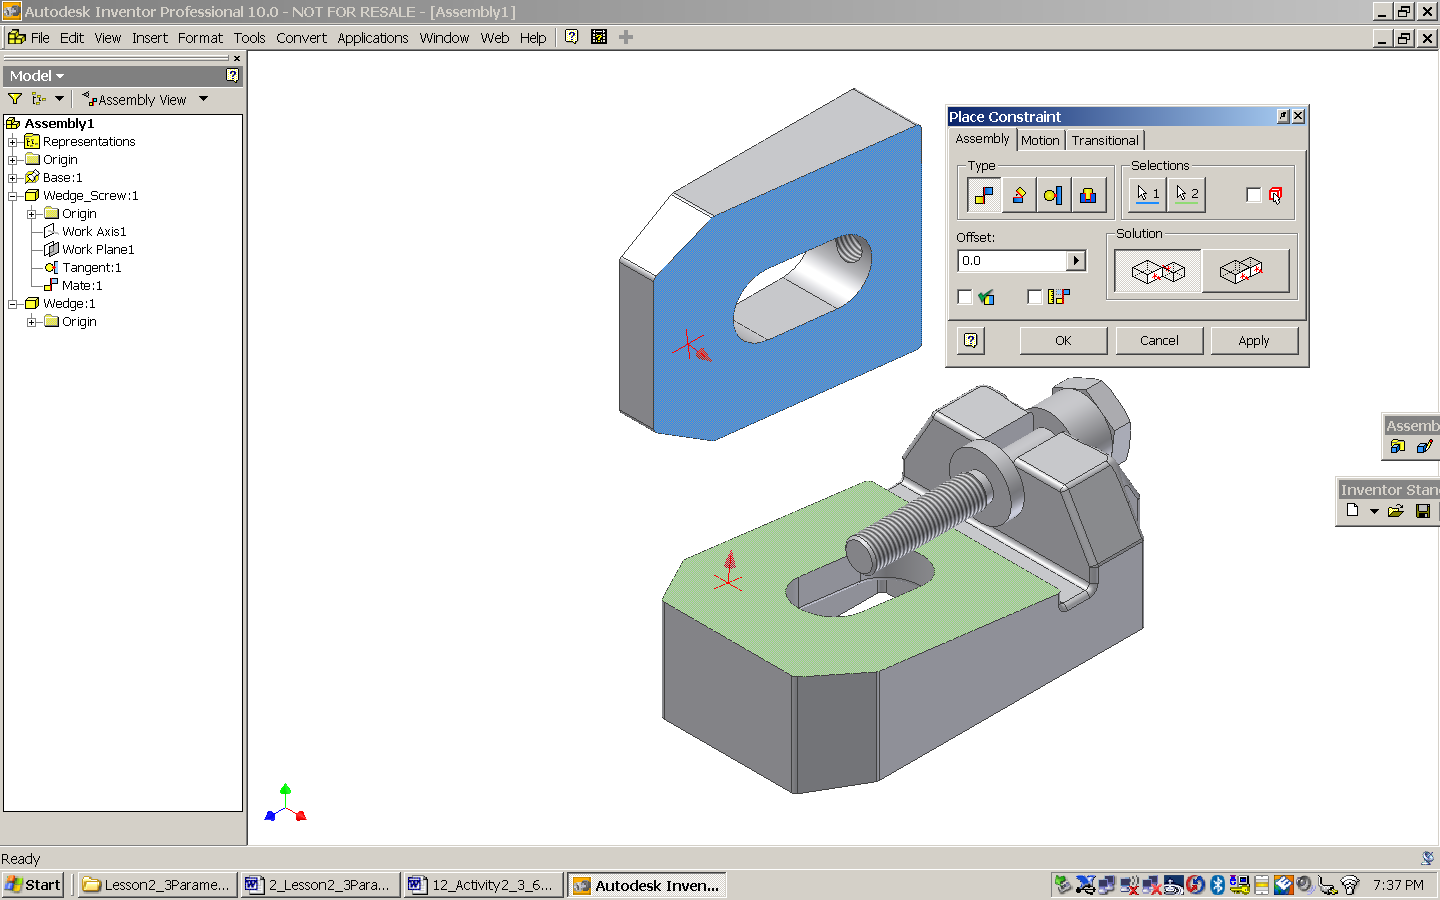 Autodesk Inventor Professional 10.0 - NOT FOR RESALE - [Assembly1]
File Edit View Insert Format Tools Convert Applications Window Web Help
Model
Assembly View
Assembly1
Representations
Origin
Base:1
Wedge_Screw:1
Origin
Work Axis1
Work Plane1
Tangent:1
Mate:1
Wedge:1
Origin
Place Constraint
Assembly Motion Transitional
Type
Selections
1 2
Offset:
0.0
Solution
OK Cancel Apply
Assemb
Inventor Stan
Ready
Start Lesson2_3Parame... 2_Lesson2_3Para... 12_Activity2_3_6... Autodesk Inven... 7:37 PM